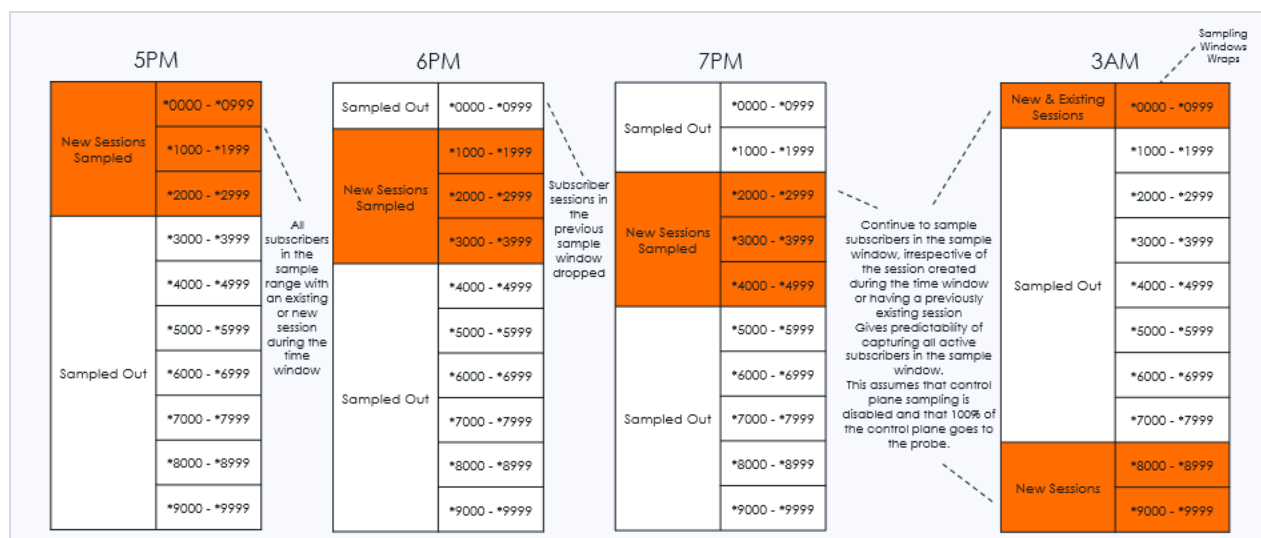 5PM
New Sessions
Sampled
Sampled Out
*0000 - *0999
*1000 - *1999
*2000 - *2999
*3000 - *3999
*4000 - *4999
*5000 - *5999
*6000 - *6999
*7000 - *7999
*8000 - *8999
*9000 - *9999
All
subscribers
in the
sample
range with
an existing
or new
session
during the
time
window
6PM
Sampled Out
New Sessions
Sampled
Sampled Out
*0000 - *0999
*1000 - *1999
*2000 - *2999
*3000 - *3999
*4000 - *4999
*5000 - *5999
*6000 - *6999
*7000 - *7999
*8000 - *8999
*9000 - *9999
Subscriber
sessions in
the
previous
sample
window
dropped
7PM
Sampled Out
New Sessions
Sampled
Sampled Out
*0000 - *0999
*1000 - *1999
*2000 - *2999
*3000 - *3999
*4000 - *4999
*5000 - *5999
*6000 - *6999
*7000 - *7999
*8000 - *8999
*9000 - *9999
Continue to sample
subscribers in the sample
window, irrespective of
the session created
during the time window
or having a previously
existing session
Gives predictability of
capturing all active
subscribers in the sample
window.
This assumes that control
plane sampling is
disabled and that 100% of
the control plane goes to
the probe.
3AM
Sampling
Windows
Wraps
New & Existing
Sessions
Sampled Out
New Sessions
*0000 - *0999
*1000 - *1999
*2000 - *2999
*3000 - *3999
*4000 - *4999
*5000 - *5999
*6000 - *6999
*7000 - *7999
*8000 - *8999
*9000 - *9999